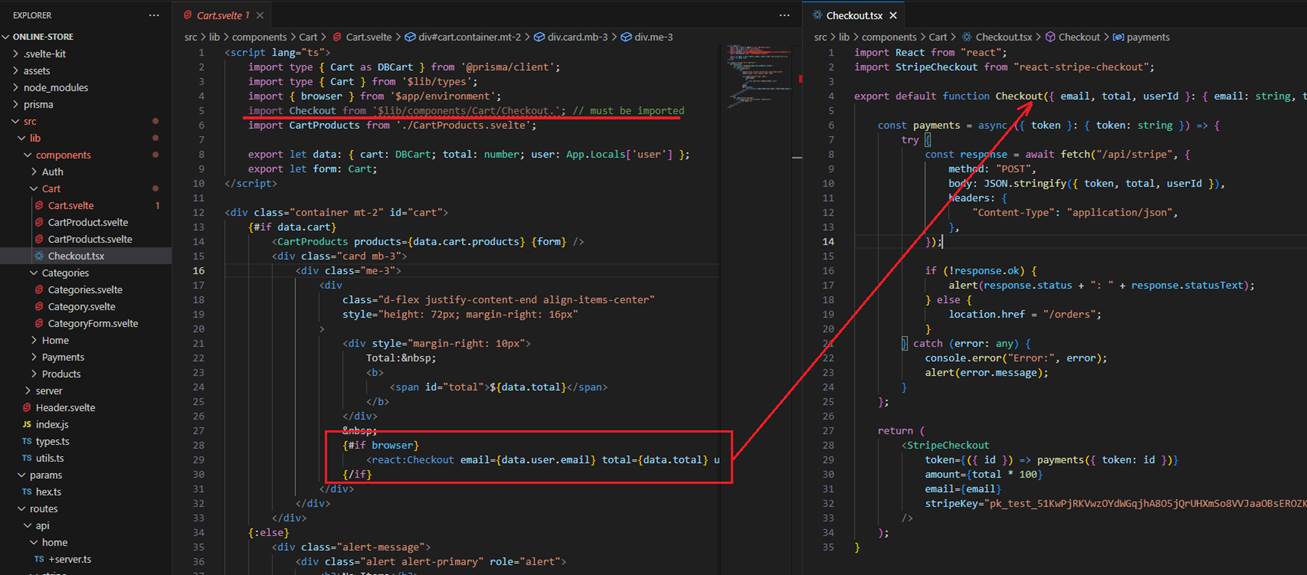 EXPLORER
ONLINE-STORE
.svelte-kit
assets
node_modules
prisma
src
lib
components
Auth
Cart
Cart.svelte 1
CartProduct.svelte
CartProducts.svelte
Checkout.tsx
Categories
Categories.svelte
Category.svelte
CategoryForm.svelte
Home
Payments
Products
server
Header.svelte
JS index.js
TS types.ts
TS utils.ts
params
TS hex.ts
routes
api
home
TS +server.ts
Cart.svelte 1
src > lib > components > Cart > Cart.svelte > div#cart.container.mt-2 > div.card.mb-3 > div.me-3
1 <script lang="ts">
2 import type { Cart as DBCart } from '@prisma/client';
3 import type { Cart } from '$lib/types';
4 import { browser } from '$app/environment';
5 import Checkout from '$lib/components/Cart/Checkout.'; // must be imported
6 import CartProducts from './CartProducts.svelte';
7
8 export let data: { cart: DBCart; total: number; user: App.Locals['user'] };
9 export let form: Cart;
10 </script>
11
12 <div class="container mt-2" id="cart">
13 {#if data.cart}
14 <CartProducts products={data.cart.products} {form} />
15 <div class="card mb-3">
16 <div class="me-3">
17 <div
18 class="d-flex justify-content-end align-items-center"
19 style="height: 72px; margin-right: 16px"
20 >
21 <div style="margin-right: 10px">
22 Total:&nbsp;
23 <b>
24 <span id="total">${data.total}</span>
25 </b>
26 </div>
27 &nbsp;
28 {#if browser}
29 <react:Checkout email={data.user.email} total={data.total} u
30 {/if}
31 </div>
32 </div>
33 </div>
34 {:else}
35 <div class="alert-message">
36 <div class="alert alert-primary" role="alert">
Checkout.tsx
src > lib > components > Cart > Checkout.tsx > Checkout > payments
1 import React from "react";
2 import StripeCheckout from "react-stripe-checkout";
3
4 export default function Checkout({ email, total, userId }: { email: string, t
5
6 const payments = async ({ token }: { token: string }) => {
7 try {
8 const response = await fetch("/api/stripe", {
9 method: "POST",
10 body: JSON.stringify({ token, total, userId }),
11 headers: {
12 "Content-Type": "application/json",
13 },
14 });
15
16 if (!response.ok) {
17 alert(response.status + ": " + response.statusText);
18 } else {
19 location.href = "/orders";
20 }
21 } catch (error: any) {
22 console.error("Error:", error);
23 alert(error.message);
24 }
25 };
26
27 return (
28 <StripeCheckout
29 token={({ id }) => payments({ token: id })}
30 amount={total * 100}
31 email={email}
32 stripeKey="pk_test_51KwPjRKVwzOYdWGqjhA8O5jQrUHXmSo8VVJaaOBsEROZK
33 />
34 );
35 }